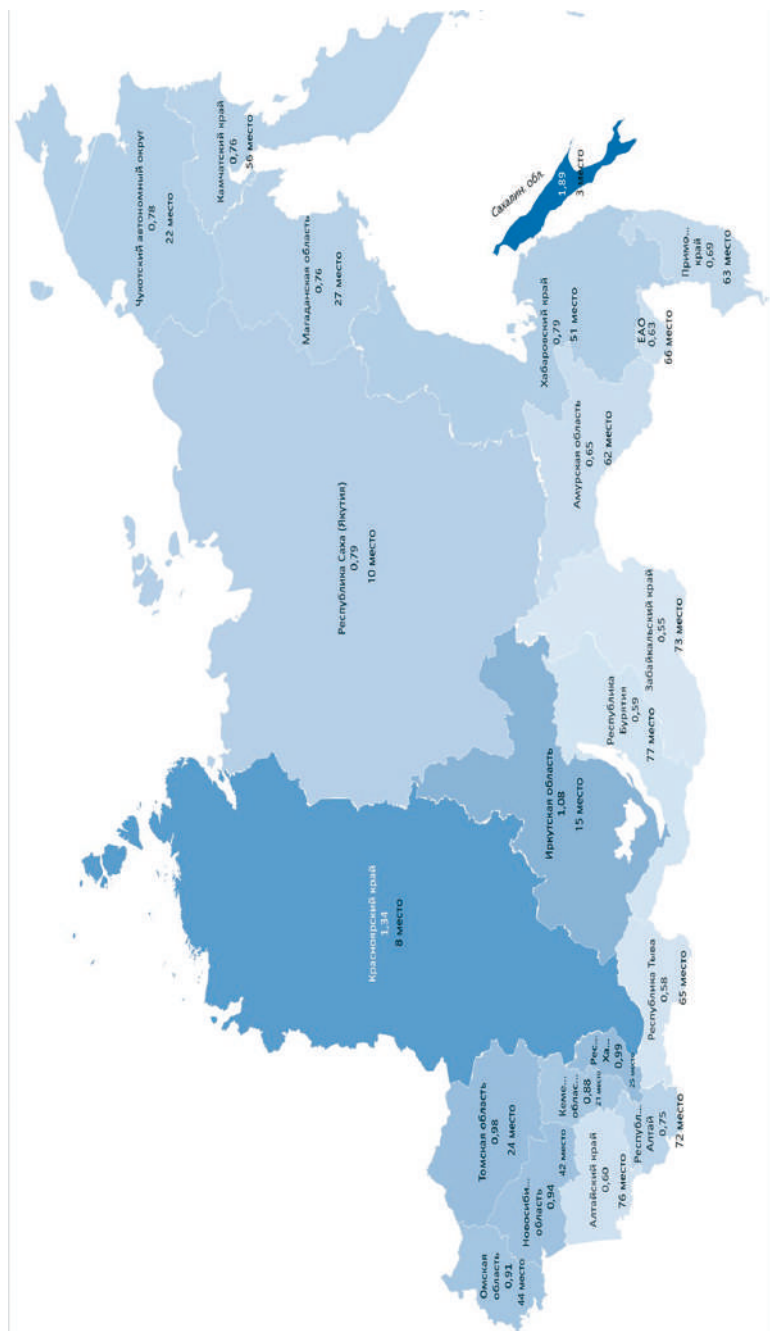 Чукотский автономный округ
0,78
22 место
Камчатский край
0,76
56 место
Магаданская область
0,76
27 место
Сахалин. обл.
1,89
3 место
Республика Саха (Якутия)
0,79
10 место
Хабаровский край
0,79
51 место
Примо...
край
0,69
63 место
ЕАО
0,63
66 место
Амурская область
0,65
62 место
Забайкальский край
0,55
73 место
Республика
Бурятия
0,59
77 место
Иркутская область
1,08
15 место
Красноярский край
1,34
8 место
Республика Тыва
0,58
65 место
Рес...
Ха...
0,99
25 место
Кеме...
облас...
0,88
21 место
Томская область
0,98
24 место
Республ...
Алтай
0,75
72 место
Новосиби...
область
0,94
42 место
Алтайский край
0,60
76 место
Омская
область
0,91
44 место